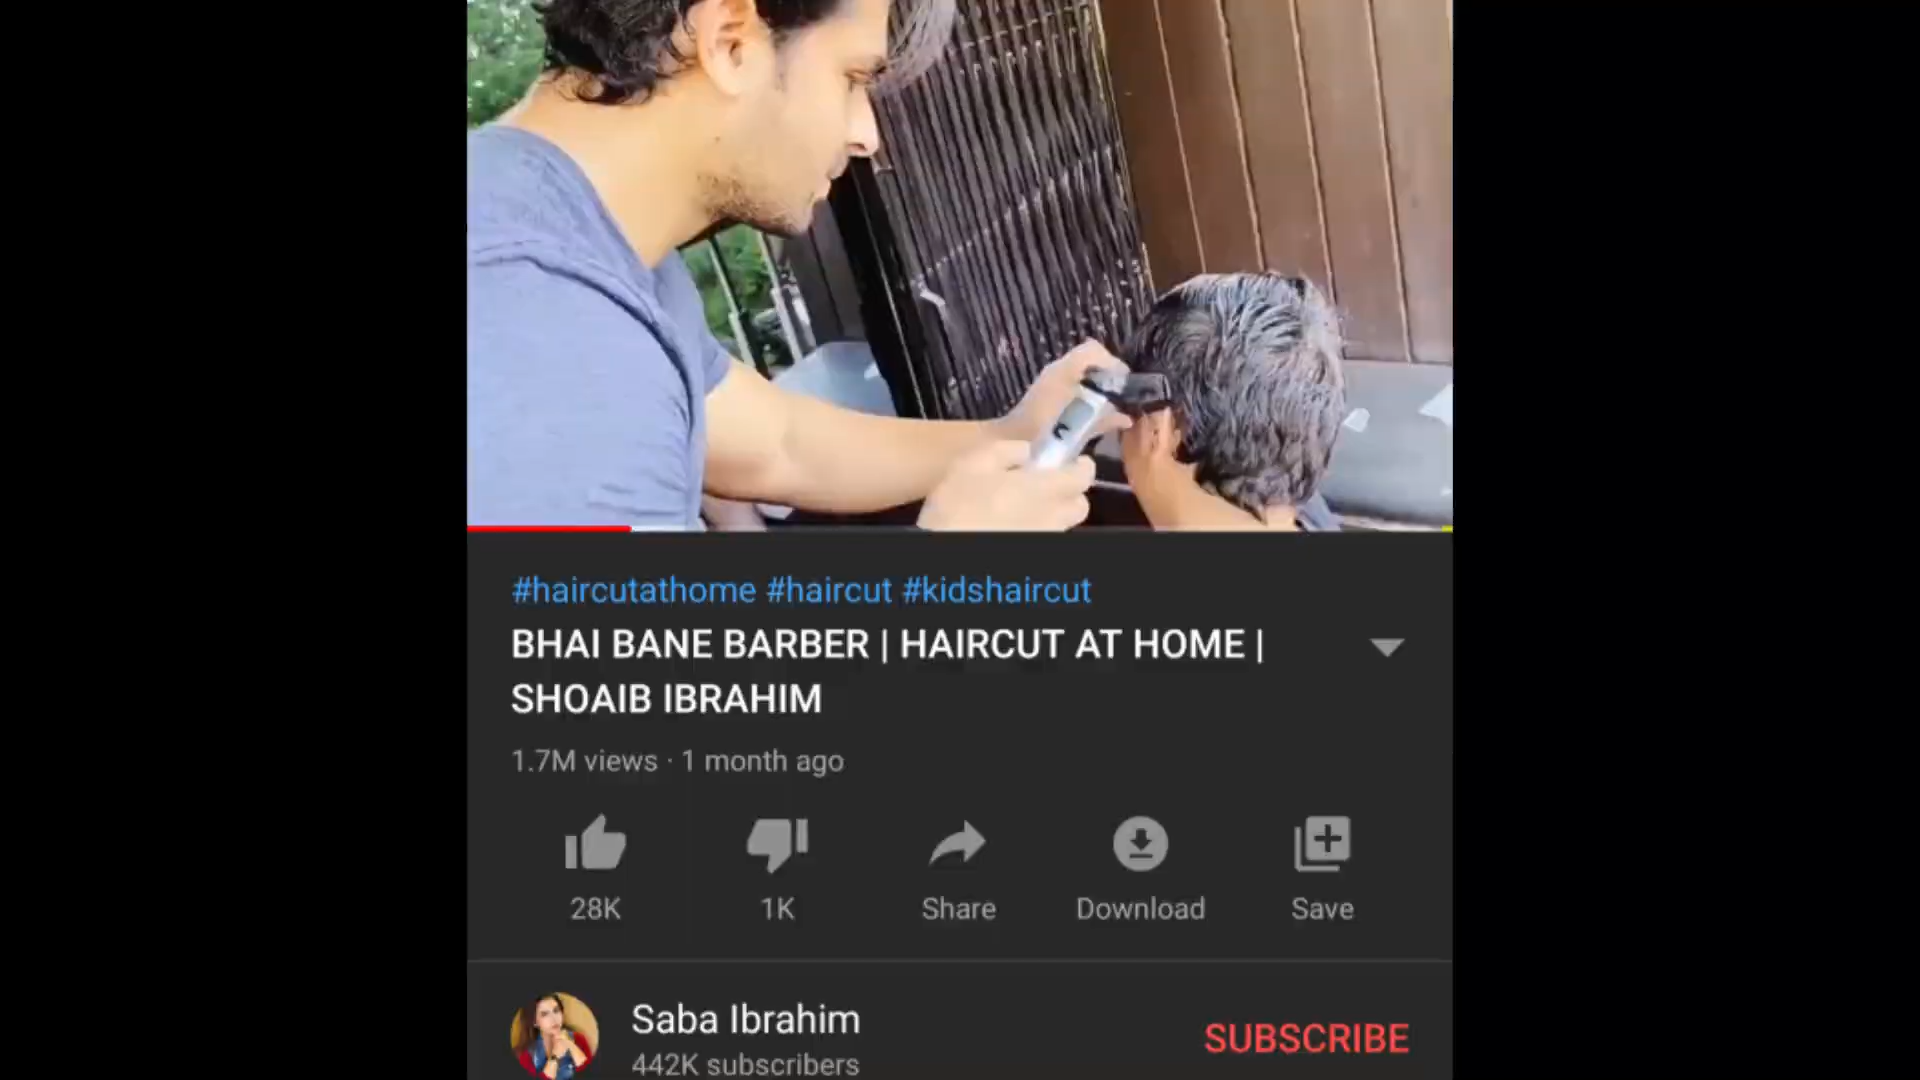 #haircutathome #haircut #kidshaircut
BHAI BANE BARBER | HAIRCUT AT HOME |
SHOAIB IBRAHIM
1.7M views · 1 month ago
28K 1K Share Download Save
Saba Ibrahim
SUBSCRIBE
442K subscribers